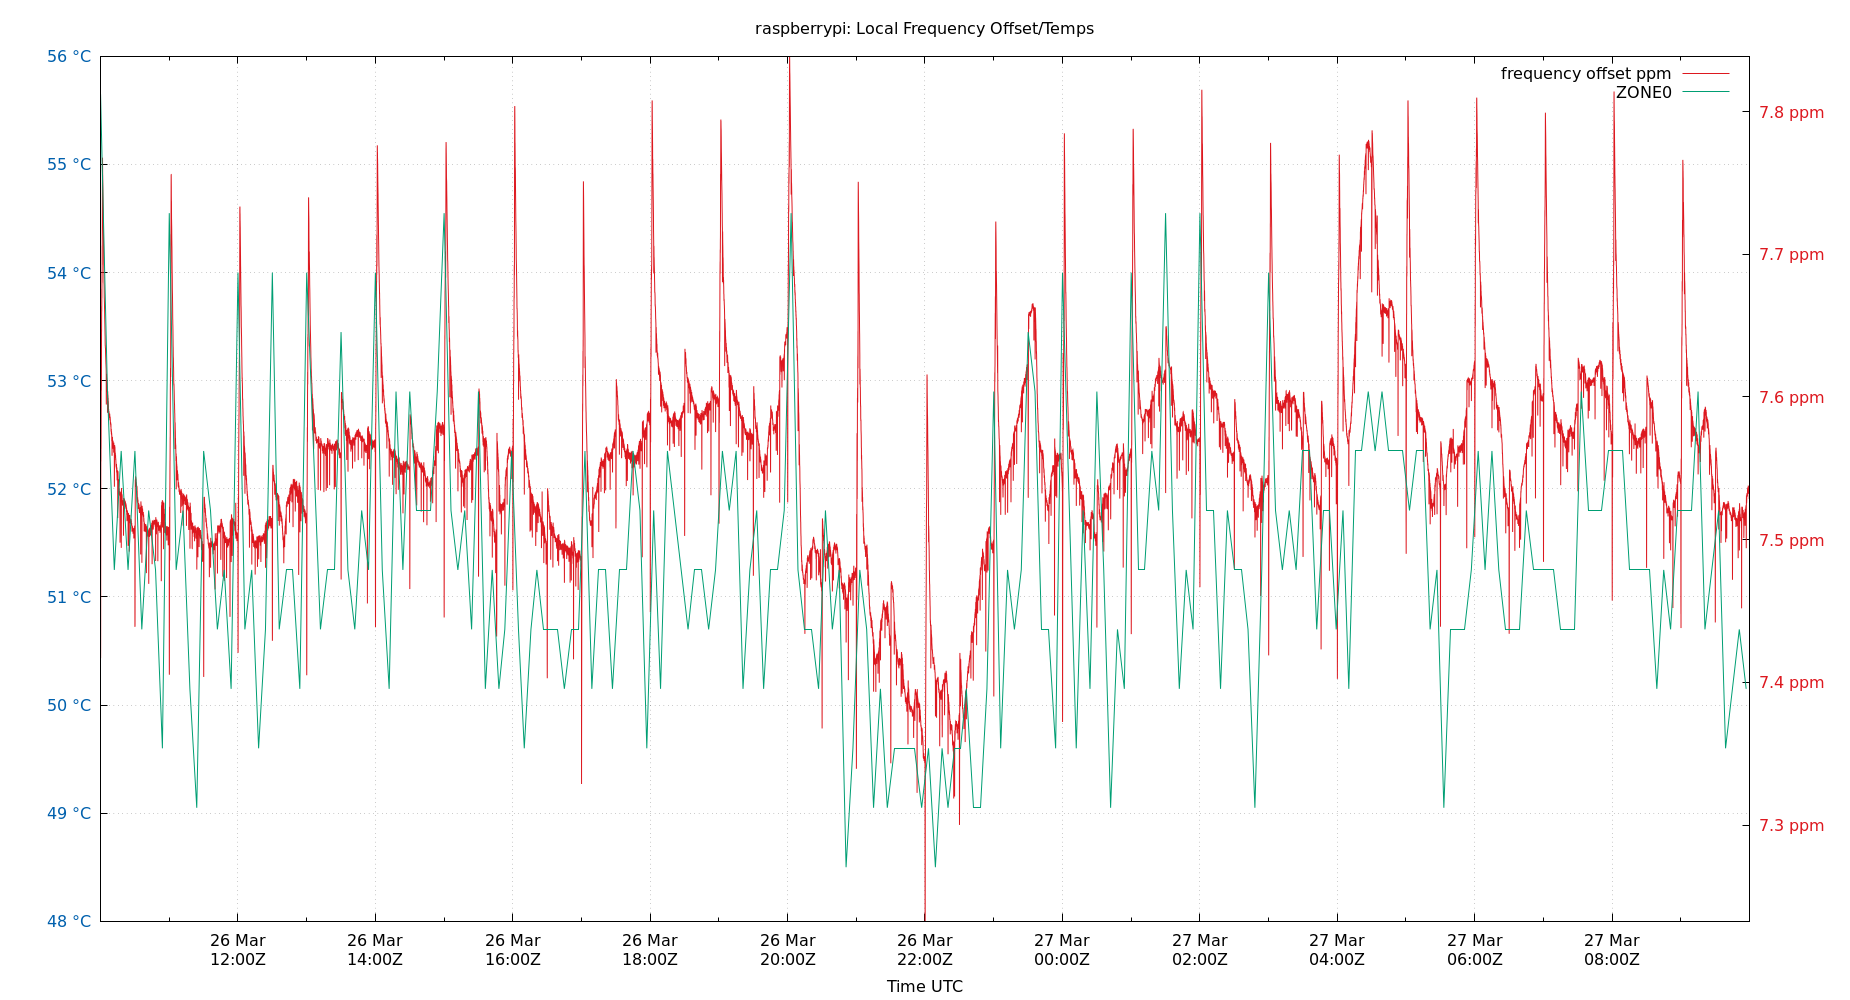 raspberrypi: Local Frequency Offset/Temps
frequency offset ppm
ZONE0
56 °C
55 °C
54 °C
53 °C
52 °C
51 °C
50 °C
49 °C
48 °C
7.8 ppm
7.7 ppm
7.6 ppm
7.5 ppm
7.4 ppm
7.3 ppm
26 Mar
12:00Z
26 Mar
14:00Z
26 Mar
16:00Z
26 Mar
18:00Z
26 Mar
20:00Z
26 Mar
22:00Z
27 Mar
00:00Z
27 Mar
02:00Z
27 Mar
04:00Z
27 Mar
06:00Z
27 Mar
08:00Z
Time UTC